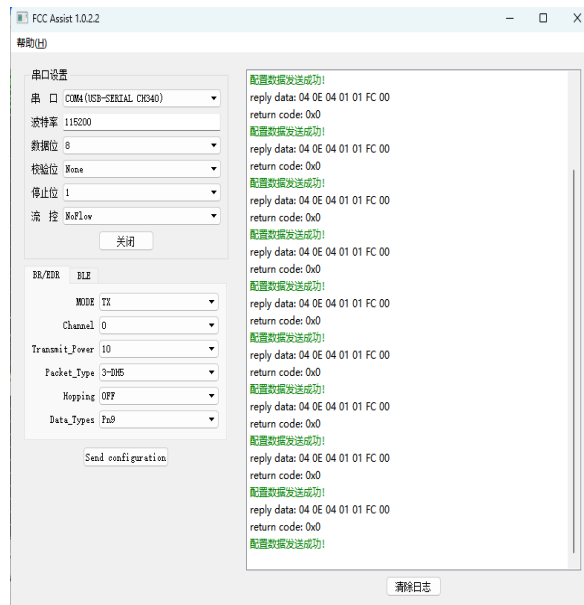 FCC Assist 1.0.2.2
帮助(H)
串口设置
串 口 COM4(USB-SERIAL CH340)
波特率 115200
数据位 8
校验位 None
停止位 1
流 控 NoFlow
关闭
BR/EDR BLE
MODE TX
Channel 0
Transmit_Power 10
Packet_Type 3-DH5
Hopping OFF
Data_Types Pn9
Send configuration
配置数据发送成功!
reply data: 04 0E 04 01 01 FC 00
return code: 0x0
配置数据发送成功!
reply data: 04 0E 04 01 01 FC 00
return code: 0x0
配置数据发送成功!
reply data: 04 0E 04 01 01 FC 00
return code: 0x0
配置数据发送成功!
reply data: 04 0E 04 01 01 FC 00
return code: 0x0
配置数据发送成功!
reply data: 04 0E 04 01 01 FC 00
return code: 0x0
配置数据发送成功!
reply data: 04 0E 04 01 01 FC 00
return code: 0x0
配置数据发送成功!
reply data: 04 0E 04 01 01 FC 00
return code: 0x0
配置数据发送成功!
reply data: 04 0E 04 01 01 FC 00
return code: 0x0
配置数据发送成功!
reply data: 04 0E 04 01 01 FC 00
return code: 0x0
配置数据发送成功!
清除日志